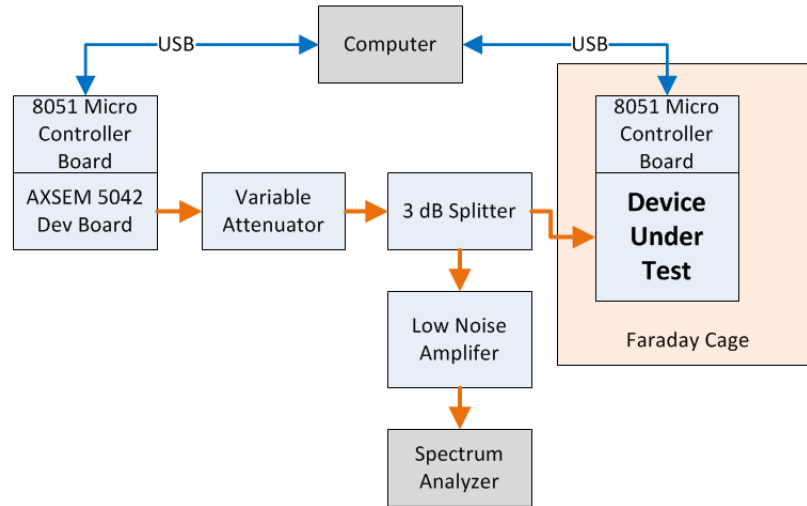 USB
Computer
USB
8051 Micro
Controller
Board
8051 Micro
Controller
Board
AXSEM 5042
Dev Board
Variable
Attenuator
3 dB Splitter
Device
Under
Test
Low Noise
Amplifer
Faraday Cage
Spectrum
Analyzer